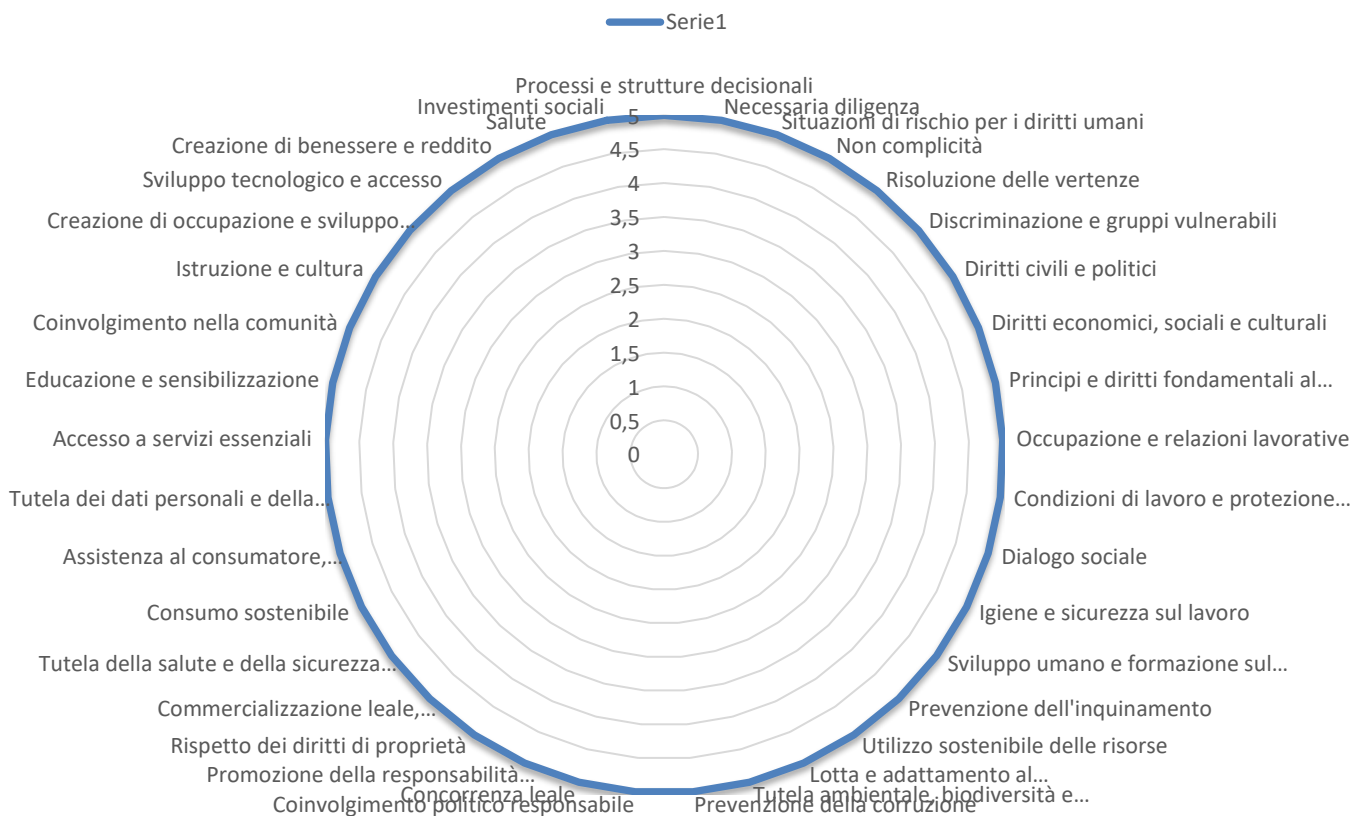 Serie1
Processi e strutture decisionali
Necessaria diligenza
Situazioni di rischio per i diritti umani
Non complicità
Risoluzione delle vertenze
Discriminazione e gruppi vulnerabili
Diritti civili e politici
Diritti economici, sociali e culturali
Principi e diritti fondamentali al...
Occupazione e relazioni lavorative
Condizioni di lavoro e protezione...
Dialogo sociale
Igiene e sicurezza sul lavoro
Sviluppo umano e formazione sul...
Prevenzione dell'inquinamento
Utilizzo sostenibile delle risorse
Lotta e adattamento al...
Tutela ambientale, biodiversità e...
Prevenzione della corruzione
Coinvolgimento politico responsabile
Concorrenza leale
Promozione della responsabilità...
Rispetto dei diritti di proprietà
Commercializzazione leale,...
Tutela della salute e della sicurezza...
Consumo sostenibile
Assistenza al consumatore,...
Tutela dei dati personali e della...
Accesso a servizi essenziali
Educazione e sensibilizzazione
Coinvolgimento nella comunità
Istruzione e cultura
Creazione di occupazione e sviluppo...
Sviluppo tecnologico e accesso
Creazione di benessere e reddito
Salute
Investimenti sociali
5
4,5
4
3,5
3
2,5
2
1,5
1
0,5
0